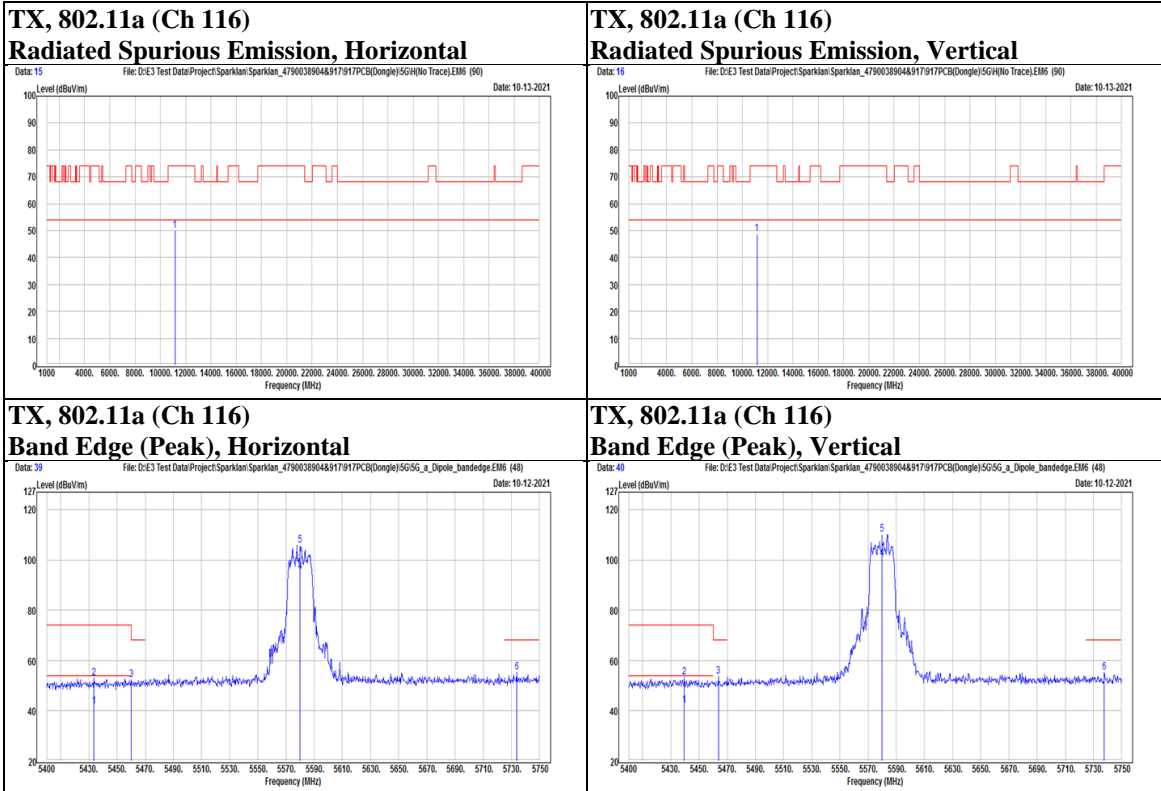 TX, 802.11a (Ch 116)
Radiated Spurious Emission, Horizontal
Data: 15 File: D:\E3 Test Data\Project\Sparklan\Sparklan_4790038904&917\917PCB(Dongle)\5G\H(No Trace).EM6 (90)
Level (dBuV/m) Date: 10-13-2021
100
90
80
70
60
50
40
30
20
10
0
1
1000 4000. 6000. 8000. 10000. 12000. 14000. 16000. 18000. 20000. 22000. 24000. 26000. 28000. 30000. 32000. 34000. 36000. 38000. 40000
Frequency (MHz)
TX, 802.11a (Ch 116)
Radiated Spurious Emission, Vertical
Data: 16 File: D:\E3 Test Data\Project\Sparklan\Sparklan_4790038904&917\917PCB(Dongle)\5G\H(No Trace).EM6 (90)
Level (dBuV/m) Date: 10-13-2021
100
90
80
70
60
50
40
30
20
10
0
1
1000 4000. 6000. 8000. 10000. 12000. 14000. 16000. 18000. 20000. 22000. 24000. 26000. 28000. 30000. 32000. 34000. 36000. 38000. 40000
Frequency (MHz)
TX, 802.11a (Ch 116)
Band Edge (Peak), Horizontal
Data: 39 File: D:\E3 Test Data\Project\Sparklan\Sparklan_4790038904&917\917PCB(Dongle)\5G\5G_a_Dipole_bandedge.EM6 (48)
127 Level (dBuV/m) Date: 10-12-2021
120
100
80
60
40
20
5
2 3 6
1
5400 5430. 5450. 5470. 5490. 5510. 5530. 5550. 5570. 5590. 5610. 5630. 5650. 5670. 5690. 5710. 5730. 5750
Frequency (MHz)
TX, 802.11a (Ch 116)
Band Edge (Peak), Vertical
Data: 40 File: D:\E3 Test Data\Project\Sparklan\Sparklan_4790038904&917\917PCB(Dongle)\5G\5G_a_Dipole_bandedge.EM6 (48)
127 Level (dBuV/m) Date: 10-12-2021
120
100
80
60
40
20
5
2 3 6
1
5400 5430. 5450. 5470. 5490. 5510. 5530. 5550. 5570. 5590. 5610. 5630. 5650. 5670. 5690. 5710. 5730. 5750
Frequency (MHz)